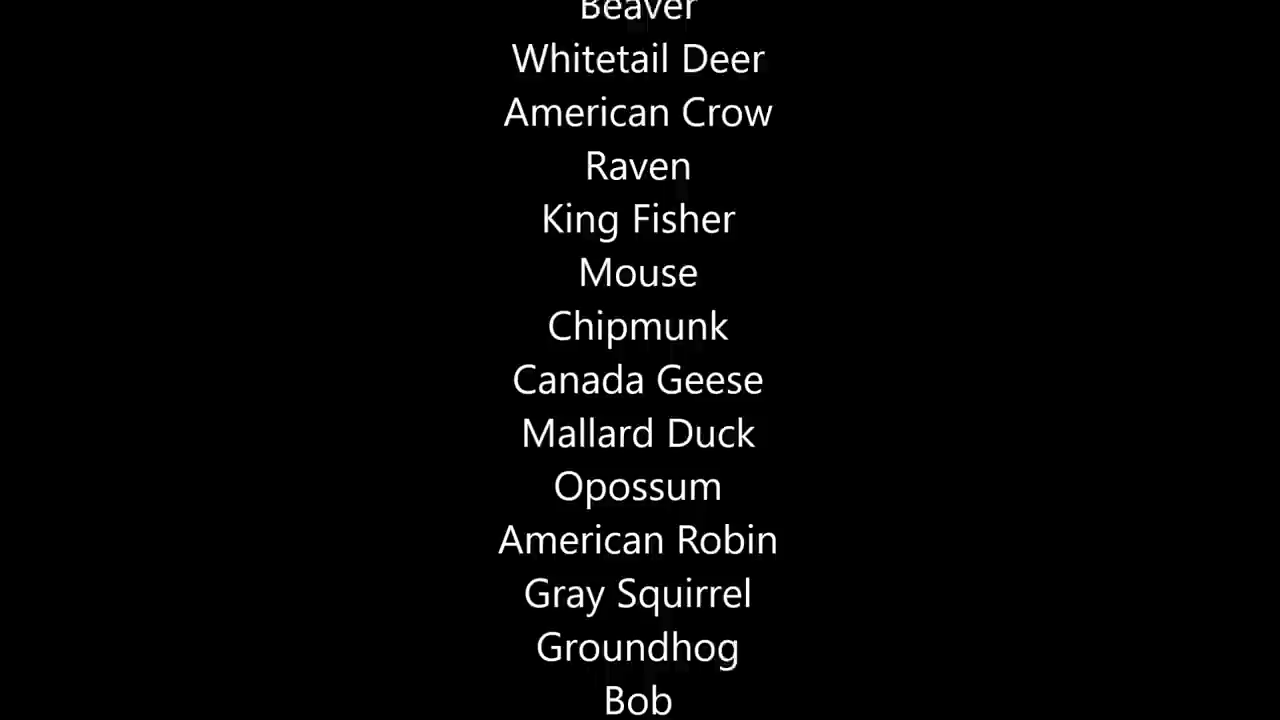 Beaver
Whitetail Deer
American Crow
Raven
King Fisher
Mouse
Chipmunk
Canada Geese
Mallard Duck
Opossum
American Robin
Gray Squirrel
Groundhog
Bob